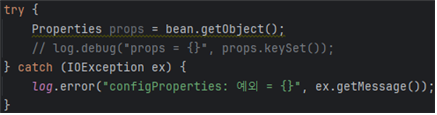 try {
    Properties props = bean.getObject();
    // log.debug("props = {}", props.keySet());
} catch (IOException ex) {
    log.error("configProperties: 예외 = {}", ex.getMessage());
}